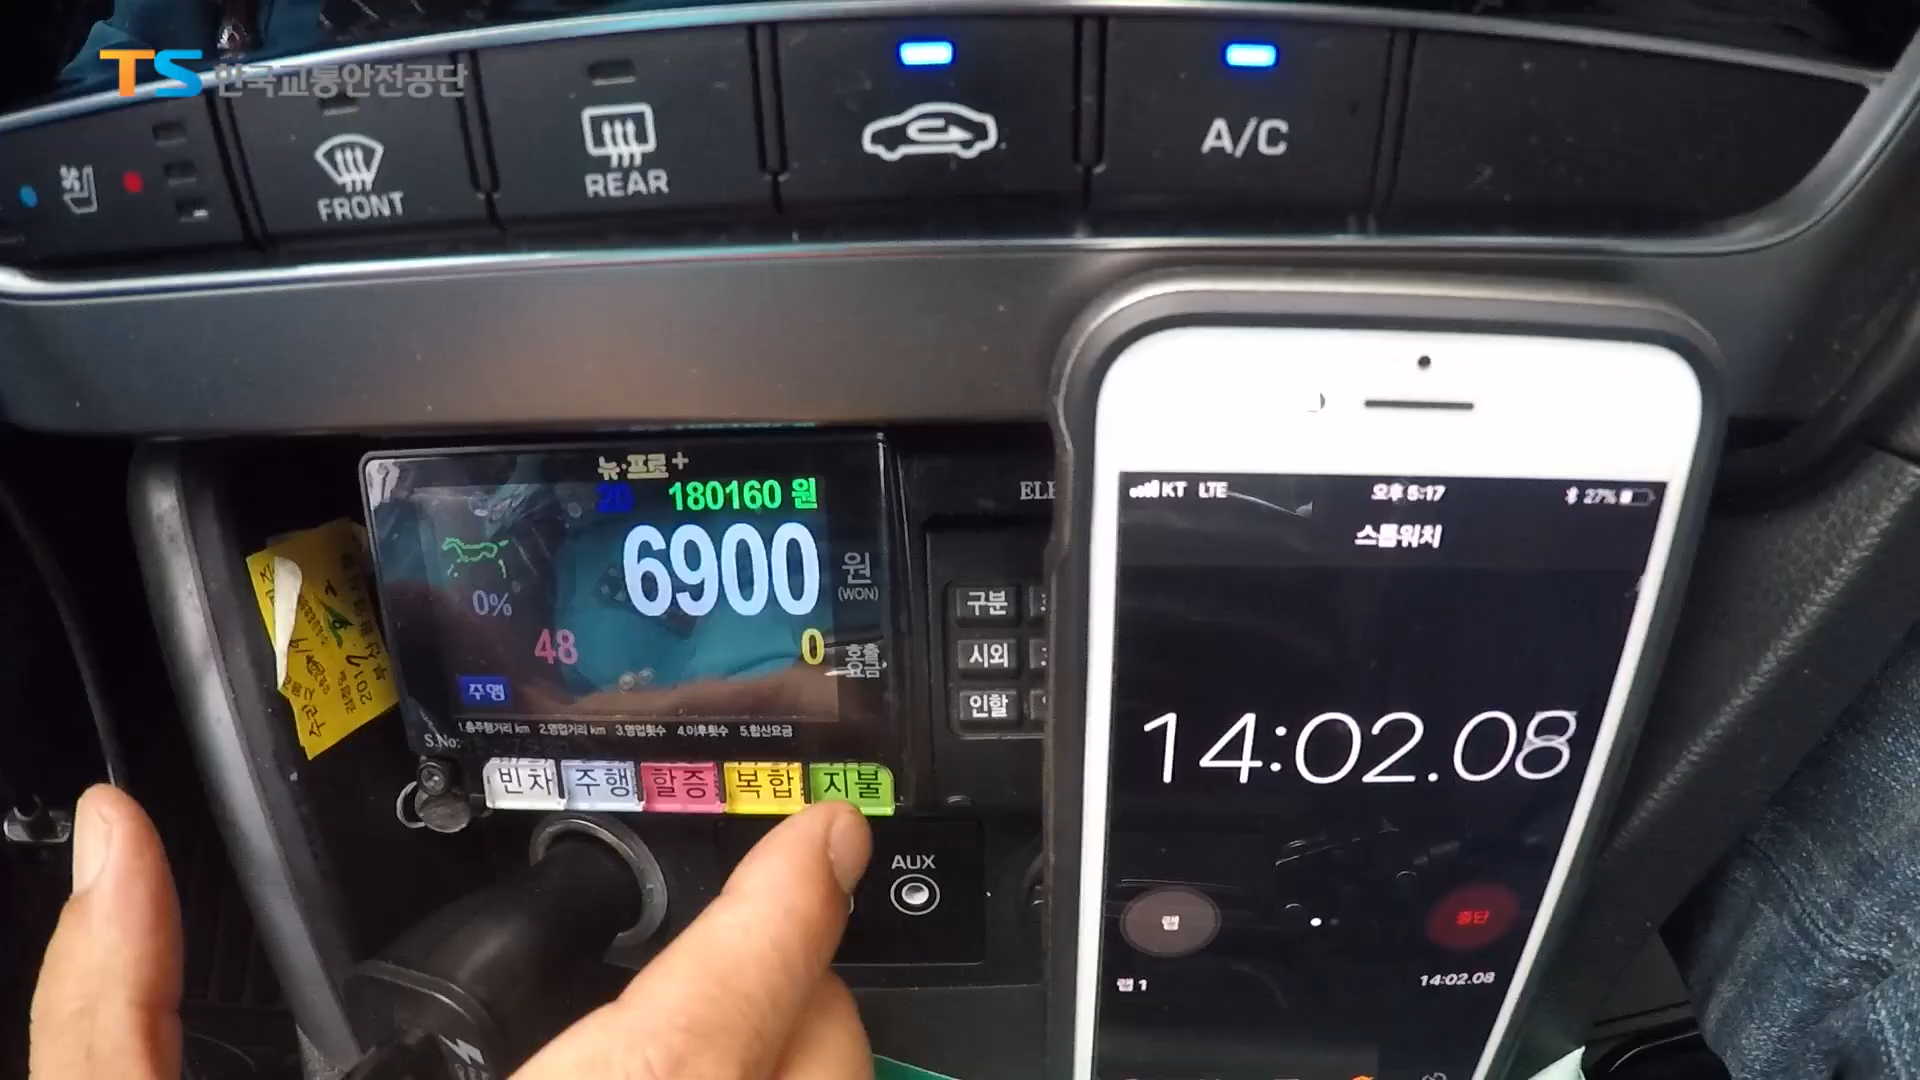 TS 한국교통안전공단
FRONT
REAR
A/C
뉴·프로+
20 180160 원
6900 원
(WON)
0%
48 0
호출
요금
주행
1.총주행거리 km 2.영업거리 km 3.영업횟수 4.이후횟수 5.합산요금
S.No:
빈차 주행 할증 복합 지불
구분
시외
인할
AUX
KT LTE 오후 5:17 27%
스톱워치
14:02.08
랩 중단
랩 1 14:02.08
2017